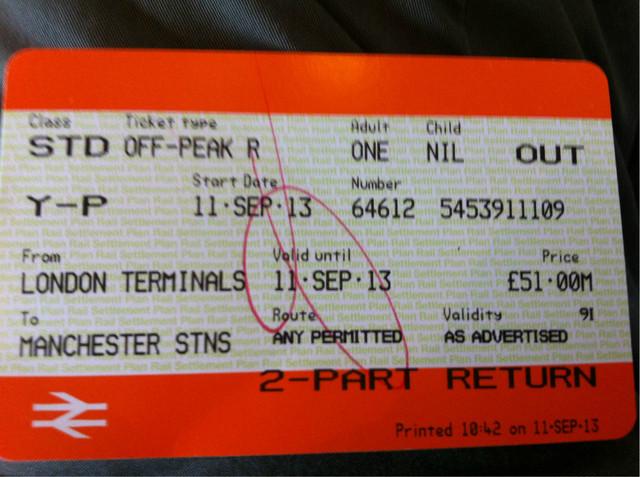 Class Ticket type Adult Child
STD OFF-PEAK R ONE NIL OUT
Start Date Number
Y-P 11·SEP·13 64612 5453911109
From Valid until Price
LONDON TERMINALS 11·SEP·13 £51·00M
To Route Validity 91
MANCHESTER STNS ANY PERMITTED AS ADVERTISED
2-PART RETURN
Printed 10:42 on 11·SEP·13